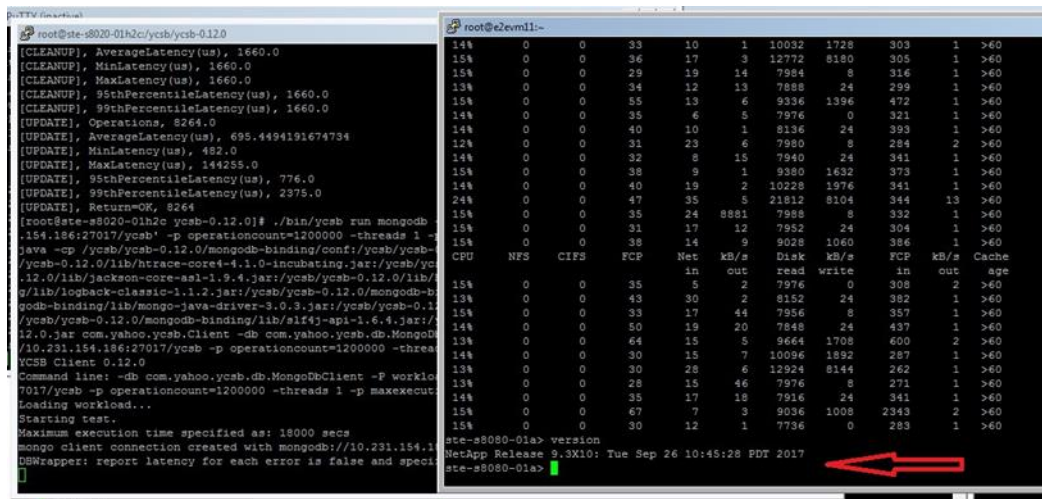 PuTTY (inactive)
root@ste-s8020-01h2c:/ycsb/ycsb-0.12.0
[CLEANUP], AverageLatency(us), 1660.0
[CLEANUP], MinLatency(us), 1660.0
[CLEANUP], MaxLatency(us), 1660.0
[CLEANUP], 95thPercentileLatency(us), 1660.0
[CLEANUP], 99thPercentileLatency(us), 1660.0
[UPDATE], Operations, 8264.0
[UPDATE], AverageLatency(us), 695.4494191674734
[UPDATE], MinLatency(us), 482.0
[UPDATE], MaxLatency(us), 144255.0
[UPDATE], 95thPercentileLatency(us), 776.0
[UPDATE], 99thPercentileLatency(us), 2375.0
[UPDATE], Return=OK, 8264
[root@ste-s8020-01h2c ycsb-0.12.0]# ./bin/ycsb run mongodb
.154.186:27017/ycsb' -p operationcount=1200000 -threads 1 -p
java -cp /ycsb/ycsb-0.12.0/mongodb-binding/conf:/ycsb/ycsb-
/ycsb-0.12.0/lib/htrace-core4-4.1.0-incubating.jar:/ycsb/yc
.12.0/lib/jackson-core-asl-1.9.4.jar:/ycsb/ycsb-0.12.0/lib/
g/lib/logback-classic-1.1.2.jar:/ycsb/ycsb-0.12.0/mongodb-b
godb-binding/lib/mongo-java-driver-3.0.3.jar:/ycsb/ycsb-0.12
/ycsb/ycsb-0.12.0/mongodb-binding/lib/slf4j-api-1.6.4.jar:/
12.0.jar com.yahoo.ycsb.Client -db com.yahoo.ycsb.db.MongoD
/10.231.154.186:27017/ycsb -p operationcount=1200000 -threa
YCSB Client 0.12.0
Command line: -db com.yahoo.ycsb.db.MongoDbClient -P worklo
7017/ycsb -p operationcount=1200000 -threads 1 -p maxexecuti
Loading workload...
Starting test.
Maximum execution time specified as: 18000 secs
mongo client connection created with mongodb://10.231.154.1
DBWrapper: report latency for each error is false and speci
root@e2evm11:~
14% 0 0 33 10 1 10032 1728 303 1 >60
15% 0 0 36 17 3 12772 8180 305 1 >60
15% 0 0 29 19 14 7984 8 316 1 >60
13% 0 0 34 12 13 7888 24 299 1 >60
15% 0 0 55 13 6 9336 1396 472 1 >60
14% 0 0 35 6 5 7976 0 321 1 >60
14% 0 0 40 10 1 8136 24 393 1 >60
12% 0 0 31 23 6 7980 8 284 2 >60
14% 0 0 32 8 15 7940 24 341 1 >60
15% 0 0 38 9 1 9380 1632 373 1 >60
14% 0 0 40 19 2 10228 1976 341 1 >60
24% 0 0 47 35 5 21812 8104 344 13 >60
15% 0 0 35 24 8881 7988 8 332 1 >60
15% 0 0 31 17 12 7952 24 304 1 >60
15% 0 0 38 14 9 9028 1060 386 1 >60
CPU NFS CIFS FCP Net kB/s Disk kB/s FCP kB/s Cache
in out read write in out age
15% 0 0 35 5 2 7976 0 308 2 >60
13% 0 0 43 30 2 8152 24 382 1 >60
15% 0 0 33 17 44 7956 8 357 1 >60
14% 0 0 50 19 20 7848 24 437 1 >60
13% 0 0 64 15 5 9664 1708 600 2 >60
14% 0 0 30 15 7 10096 1892 287 1 >60
13% 0 0 30 28 6 12924 8144 262 1 >60
13% 0 0 28 15 46 7976 8 271 1 >60
14% 0 0 35 17 18 7916 24 341 1 >60
15% 0 0 67 7 3 9036 1008 2343 2 >60
15% 0 0 30 12 1 7736 0 283 1 >60
ste-s8080-01a> version
NetApp Release 9.3X10: Tue Sep 26 10:45:28 PDT 2017
ste-s8080-01a>